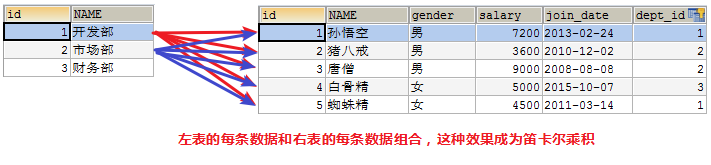 id NAME
1 开发部
2 市场部
3 财务部
id NAME gender salary join_date dept_id
1 孙悟空 男 7200 2013-02-24 1
2 猪八戒 男 3600 2010-12-02 2
3 唐僧 男 9000 2008-08-08 2
4 白骨精 女 5000 2015-10-07 3
5 蜘蛛精 女 4500 2011-03-14 1
左表的每条数据和右表的每条数据组合，这种效果成为笛卡尔乘积